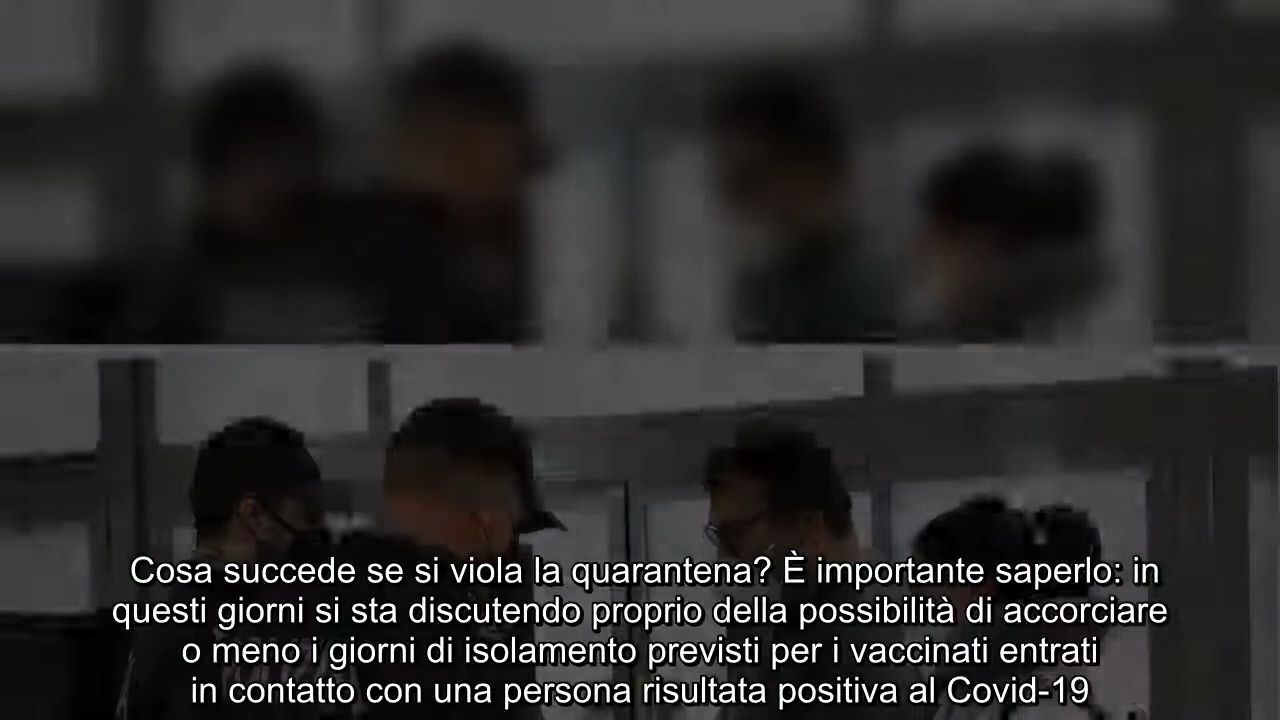 Cosa succede se si viola la quarantena? È importante saperlo: in
questi giorni si sta discutendo proprio della possibilità di accorciare
o meno i giorni di isolamento previsti per i vaccinati entrati
in contatto con una persona risultata positiva al Covid-19